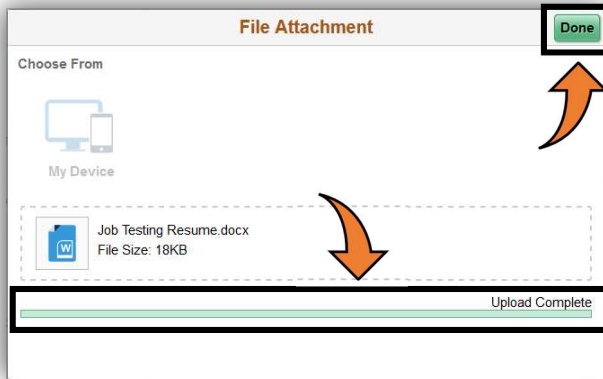 File Attachment
Done
Choose From
My Device
Job Testing Resume.docx
File Size: 18KB
Upload Complete